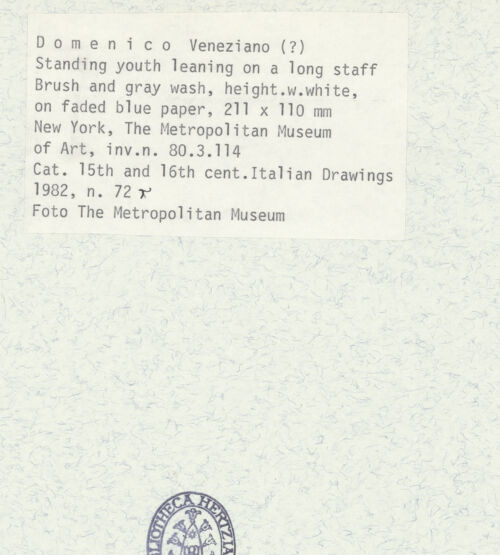 D o m e n i c o Veneziano (?)
Standing youth leaning on a long staff
Brush and gray wash, height.w.white,
on faded blue paper, 211 x 110 mm
New York, The Metropolitan Museum
of Art, inv.n. 80.3.114
Cat. 15th and 16th cent.Italian Drawings
1982, n. 72 r
Foto The Metropolitan Museum
BLIOTHECA HERTZIA